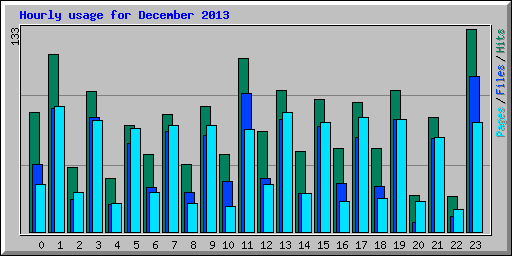 Hourly usage for December 2013
133
Pages / Files / Hits
0 1 2 3 4 5 6 7 8 9 10 11 12 13 14 15 16 17 18 19 20 21 22 23